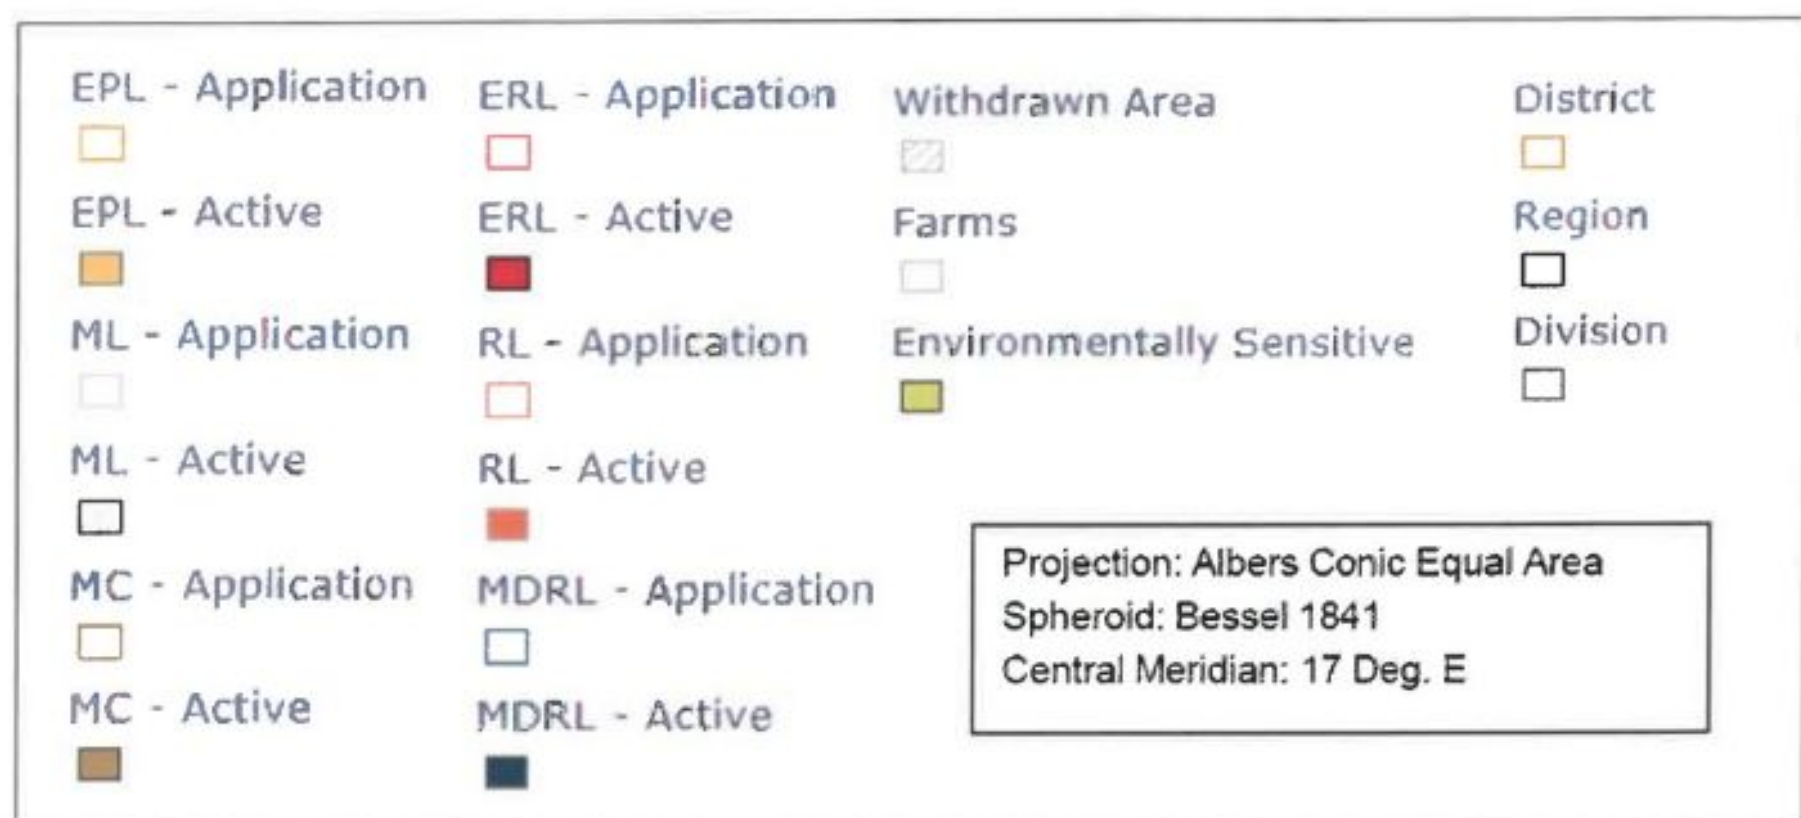 EPL - Application
EPL - Active
ML - Application
ML - Active
MC - Application
MC - Active
ERL - Application
ERL - Active
RL - Application
RL - Active
MDRL - Application
MDRL - Active
Withdrawn Area
Farms
Environmentally Sensitive
District
Region
Division
Projection: Albers Conic Equal Area
Spheroid: Bessel 1841
Central Meridian: 17 Deg. E